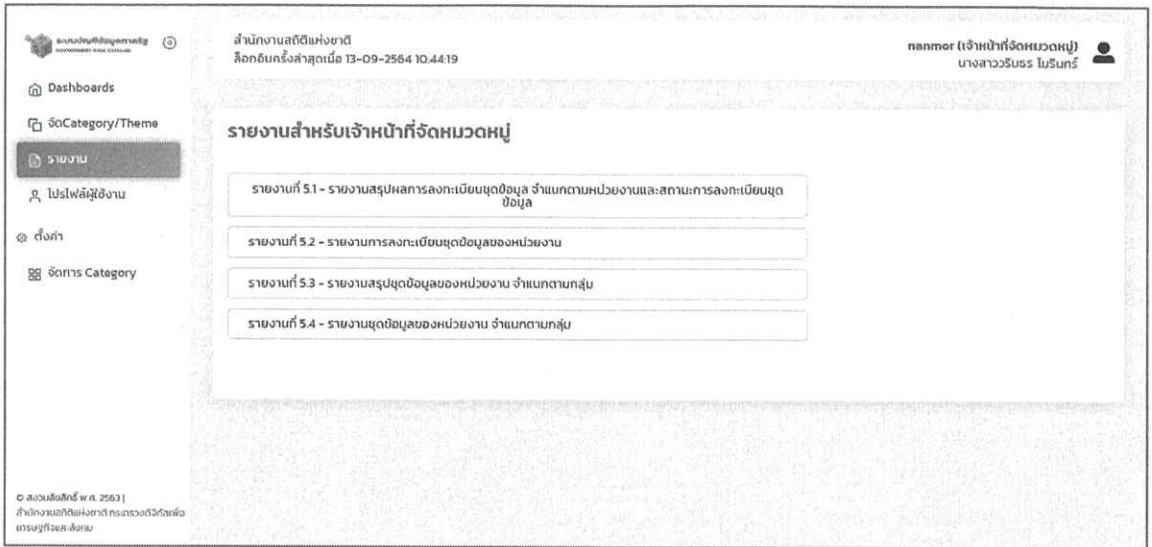 ระบบบัญชีข้อมูลภาครัฐ
สำนักงานสถิติแห่งชาติ
ล็อกอินครั้งล่าสุดเมื่อ 13-09-2564 10:44:19
nanmor (เจ้าหน้าที่จัดหมวดหมู่)
นางสาววรินธร โมรินทร์
Dashboards
จัดCategory/Theme
รายงาน
โปรไฟล์ผู้ใช้งาน
ตั้งค่า
จัดการ Category
รายงานสำหรับเจ้าหน้าที่จัดหมวดหมู่
รายงานที่ 5.1 - รายงานสรุปผลการลงทะเบียนชุดข้อมูล จำแนกตามหน่วยงานและสถานะการลงทะเบียนชุด
ข้อมูล
รายงานที่ 5.2 - รายงานการลงทะเบียนชุดข้อมูลของหน่วยงาน
รายงานที่ 5.3 - รายงานสรุปชุดข้อมูลของหน่วยงาน จำแนกตามกลุ่ม
รายงานที่ 5.4 - รายงานชุดข้อมูลของหน่วยงาน จำแนกตามกลุ่ม
© สงวนลิขสิทธิ์ พ.ศ. 2563 |
สำนักงานสถิติแห่งชาติ กระทรวงดิจิทัลเพื่อ
เศรษฐกิจและสังคม